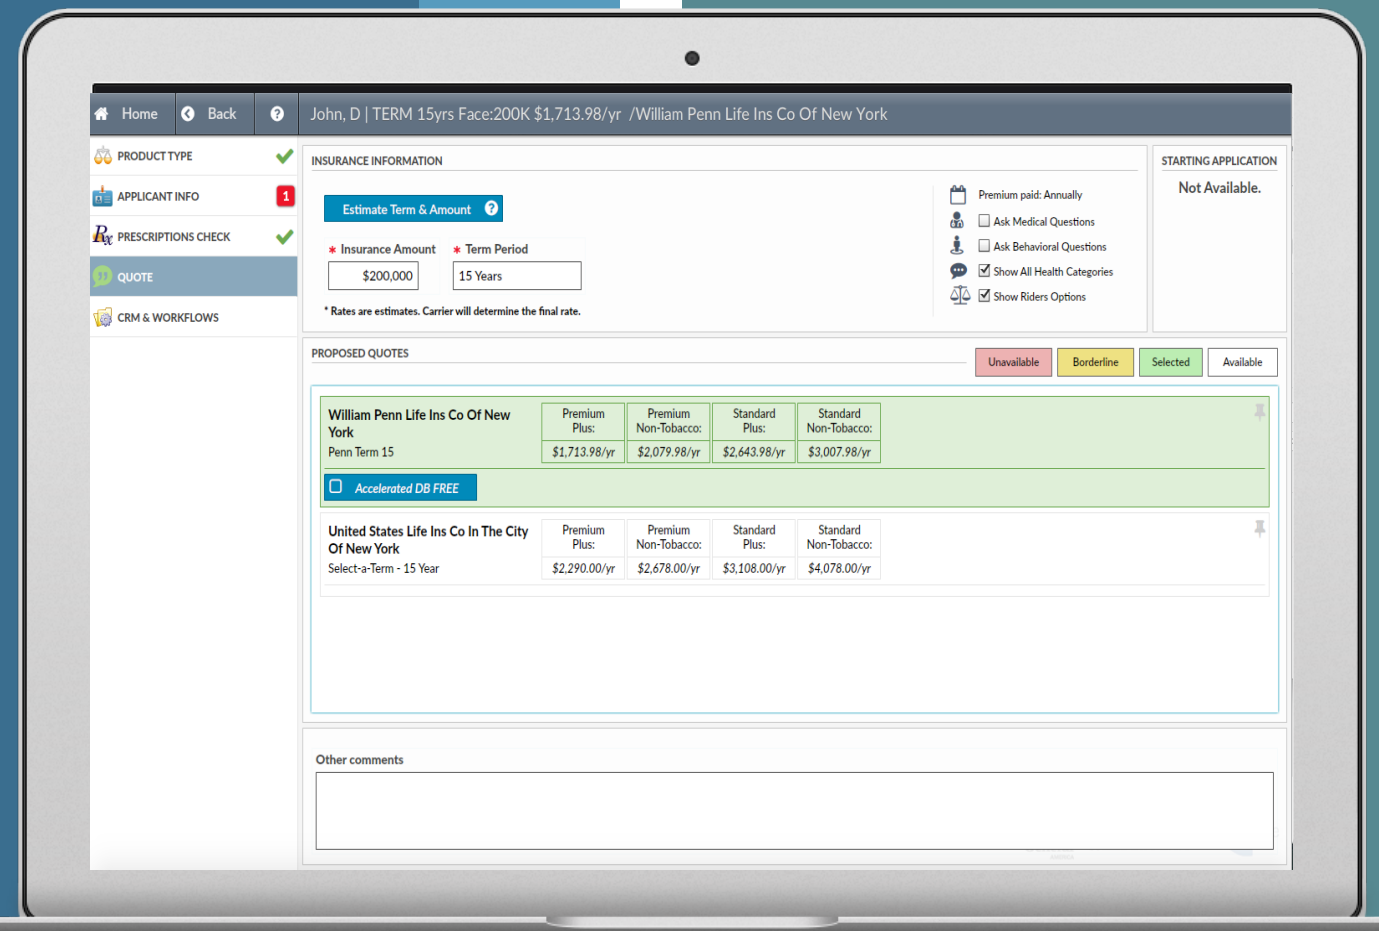 Home
Back
?
John, D | TERM 15yrs Face:200K $1,713.98/yr /William Penn Life Ins Co Of New York
PRODUCT TYPE
APPLICANT INFO
1
Rx PRESCRIPTIONS CHECK
QUOTE
CRM & WORKFLOWS
INSURANCE INFORMATION
Estimate Term & Amount ?
* Insurance Amount
* Term Period
$200,000
15 Years
* Rates are estimates. Carrier will determine the final rate.
Premium paid: Annually
Ask Medical Questions
Ask Behavioral Questions
Show All Health Categories
Show Riders Options
STARTING APPLICATION
Not Available.
PROPOSED QUOTES
Unavailable
Borderline
Selected
Available
William Penn Life Ins Co Of New
York
Penn Term 15
Premium
Plus:
$1,713.98/yr
Premium
Non-Tobacco:
$2,079.98/yr
Standard
Plus:
$2,643.98/yr
Standard
Non-Tobacco:
$3,007.98/yr
Accelerated DB FREE
United States Life Ins Co In The City
Of New York
Select-a-Term - 15 Year
Premium
Plus:
$2,290.00/yr
Premium
Non-Tobacco:
$2,678.00/yr
Standard
Plus:
$3,108.00/yr
Standard
Non-Tobacco:
$4,078.00/yr
Other comments